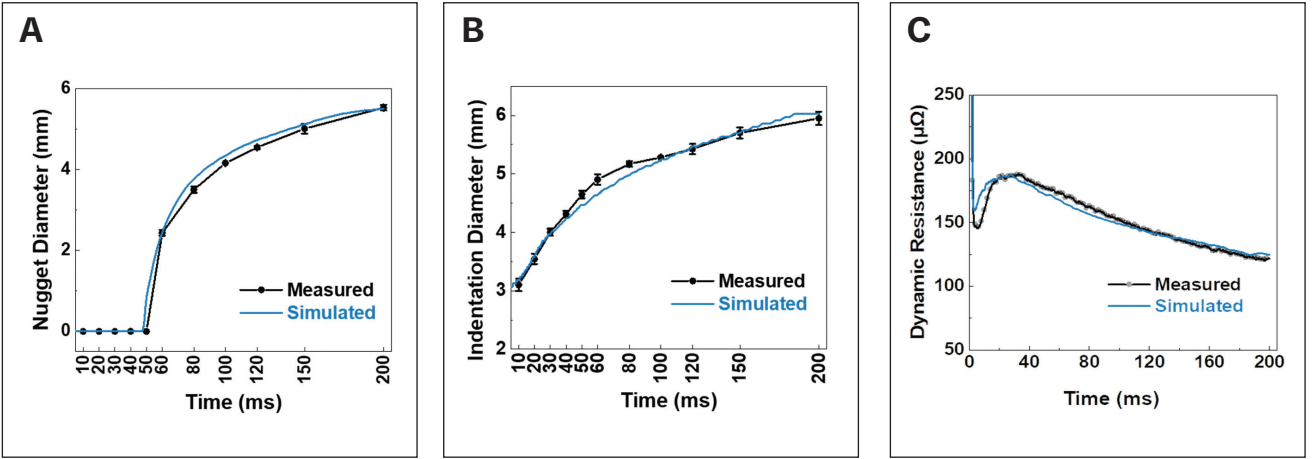 A
Nugget Diameter (mm)
6
4
2
0
Measured
Simulated
10
20
30
40
50
60
80
100
120
150
200
Time (ms)
B
Indentation Diameter (mm)
6
5
4
3
2
Measured
Simulated
10
20
30
40
50
60
80
100
120
150
200
Time (ms)
C
Dynamic Resistance (μΩ)
250
200
150
100
50
Measured
Simulated
0 40 80 120 160 200
Time (ms)